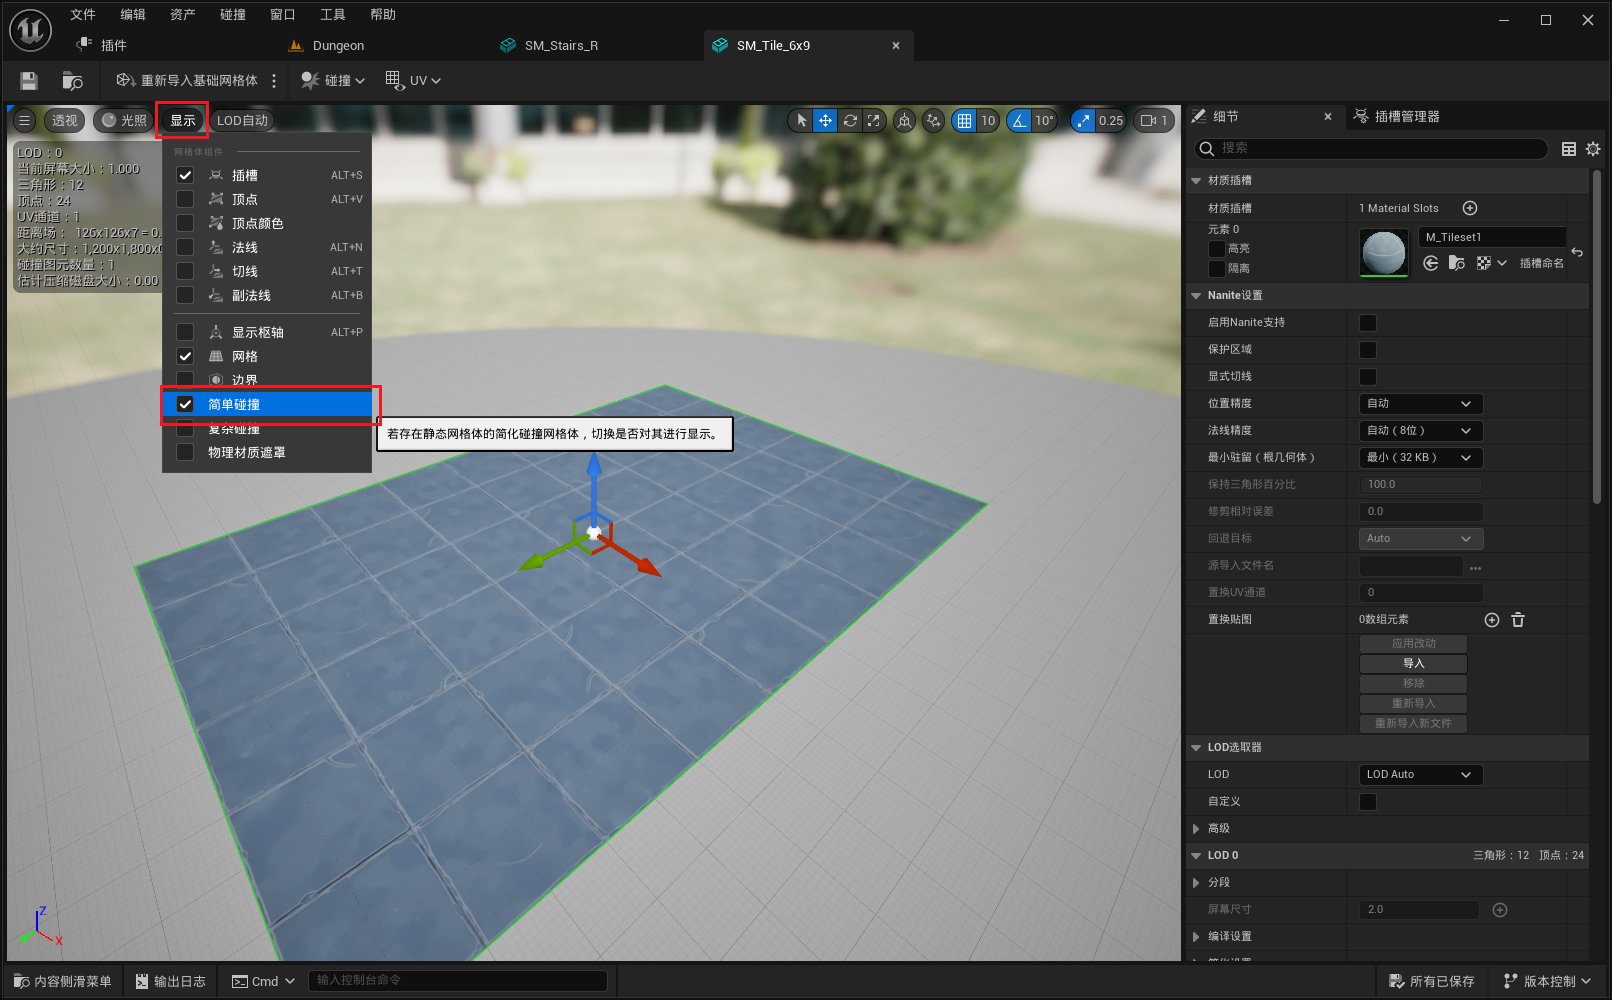 文件 编辑 资产 碰撞 窗口 工具 帮助
插件 Dungeon SM_Stairs_R SM_Tile_6x9
重新导入基础网格体 碰撞 UV
透视 光照 显示 LOD自动 10 10° 0.25 1
LOD：0
当前屏幕大小：1.000
三角形：12
顶点：24
UV通道：1
距离场： 126x126x7 = 0.
大约尺寸：1,200x1,800x0
碰撞图元数量：1
估计压缩磁盘大小：0.00
网格体组件
插槽 ALT+S
顶点 ALT+V
顶点颜色
法线 ALT+N
切线 ALT+T
副法线 ALT+B
显示枢轴 ALT+P
网格
边界
简单碰撞
复杂碰撞
物理材质遮罩
若存在静态网格体的简化碰撞网格体，切换是否对其进行显示。
Z
X
细节 插槽管理器
搜索
材质插槽
材质插槽 1 Material Slots
元素 0
高亮
隔离
M_Tileset1
插槽命名
Nanite设置
启用Nanite支持
保护区域
显式切线
位置精度 自动
法线精度 自动（8位）
最小驻留（根几何体） 最小（32 KB）
保持三角形百分比 100.0
修剪相对误差 0.0
回退目标 Auto
源导入文件名
置换UV通道 0
置换贴图 0数组元素
应用改动
导入
移除
重新导入
重新导入新文件
LOD选取器
LOD LOD Auto
自定义
高级
LOD 0 三角形：12 顶点：24
分段
屏幕尺寸 2.0
编译设置
内容侧滑菜单 输出日志 Cmd 输入控制台命令 所有已保存 版本控制